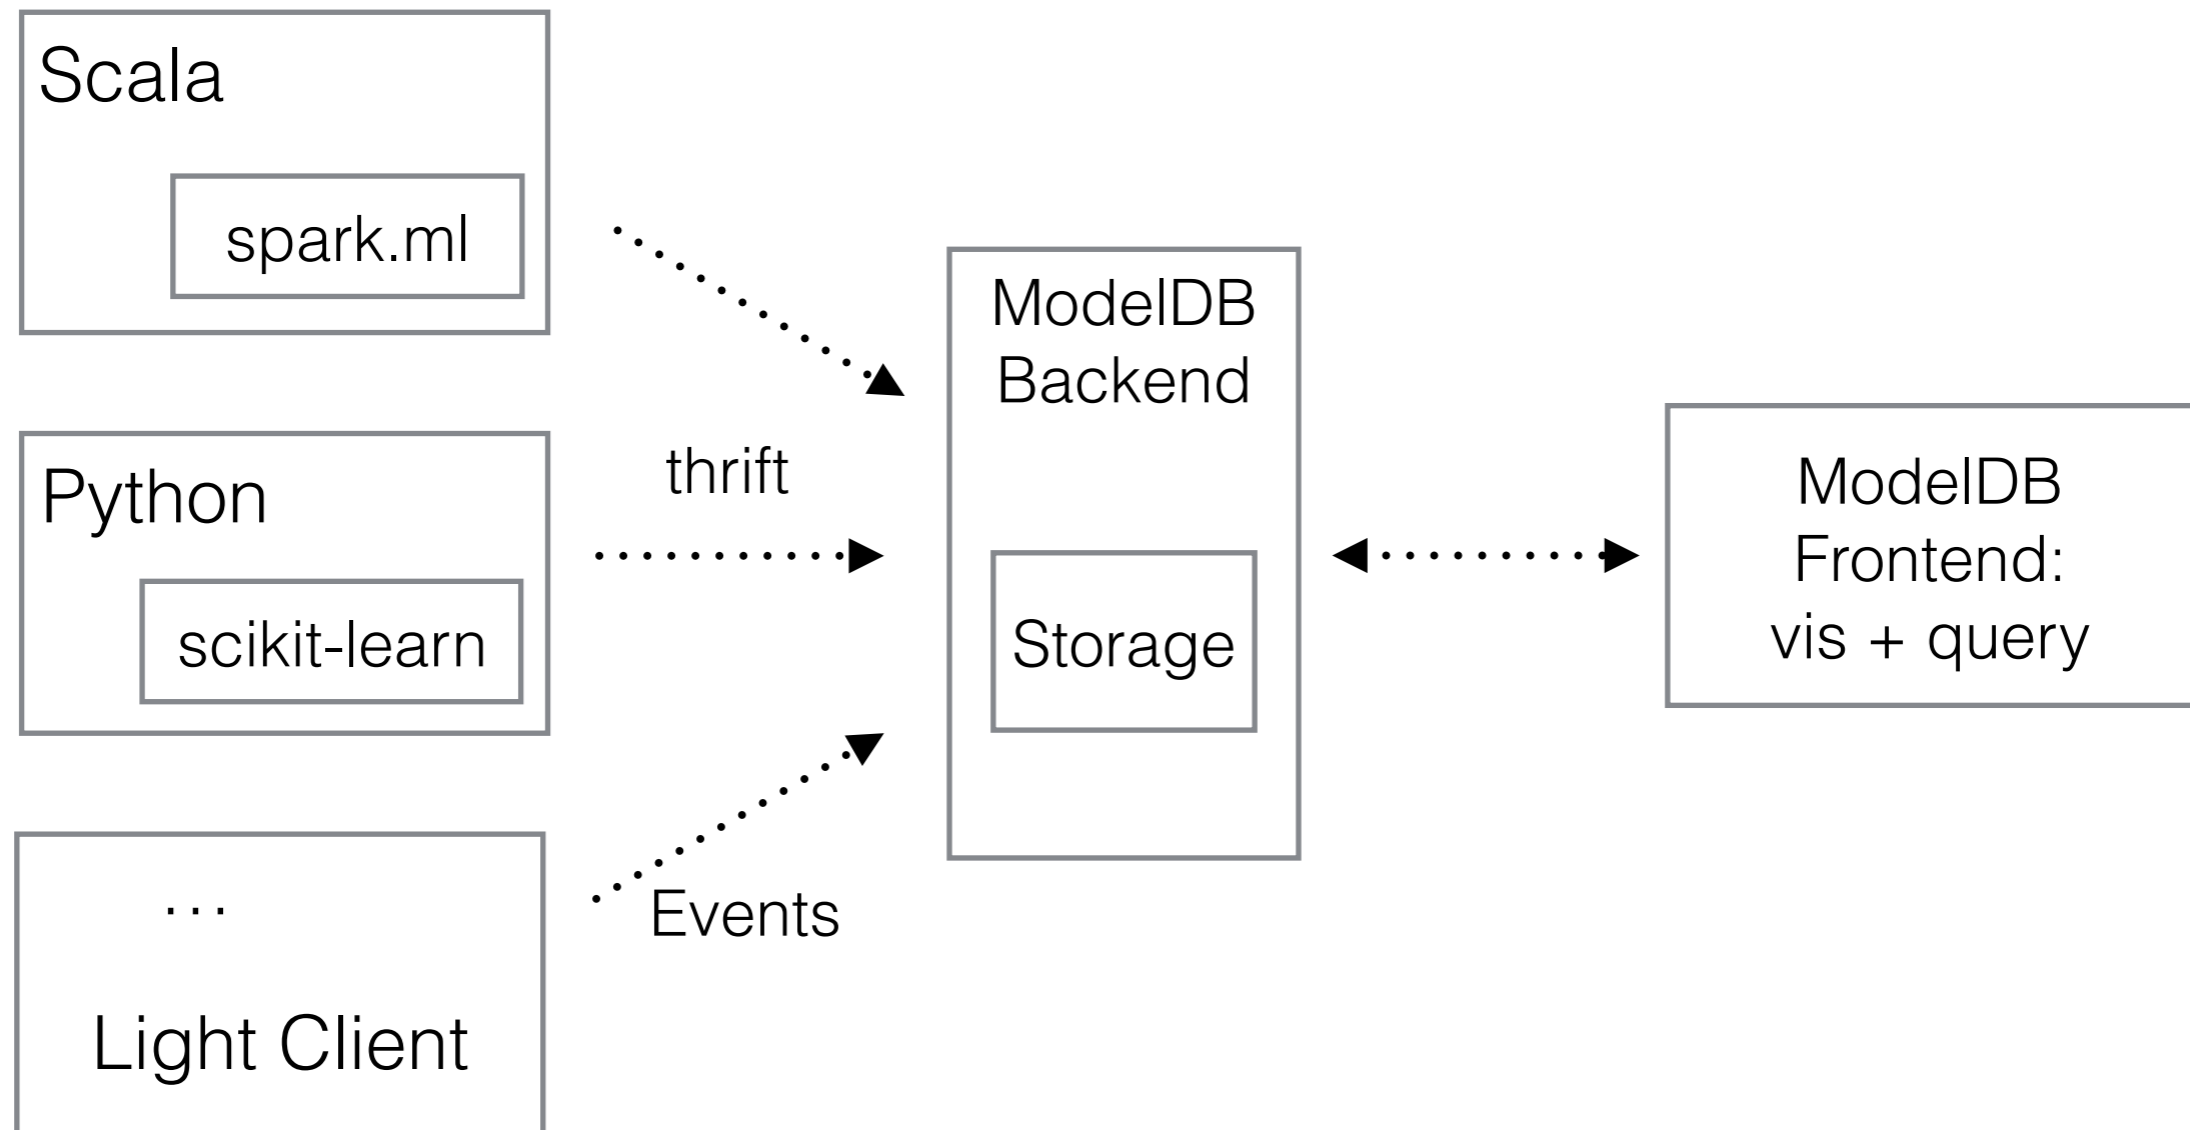 Scala
spark.ml
Python
scikit-learn
...
Light Client
thrift
Events
ModelDB
Backend
Storage
ModelDB
Frontend:
vis + query